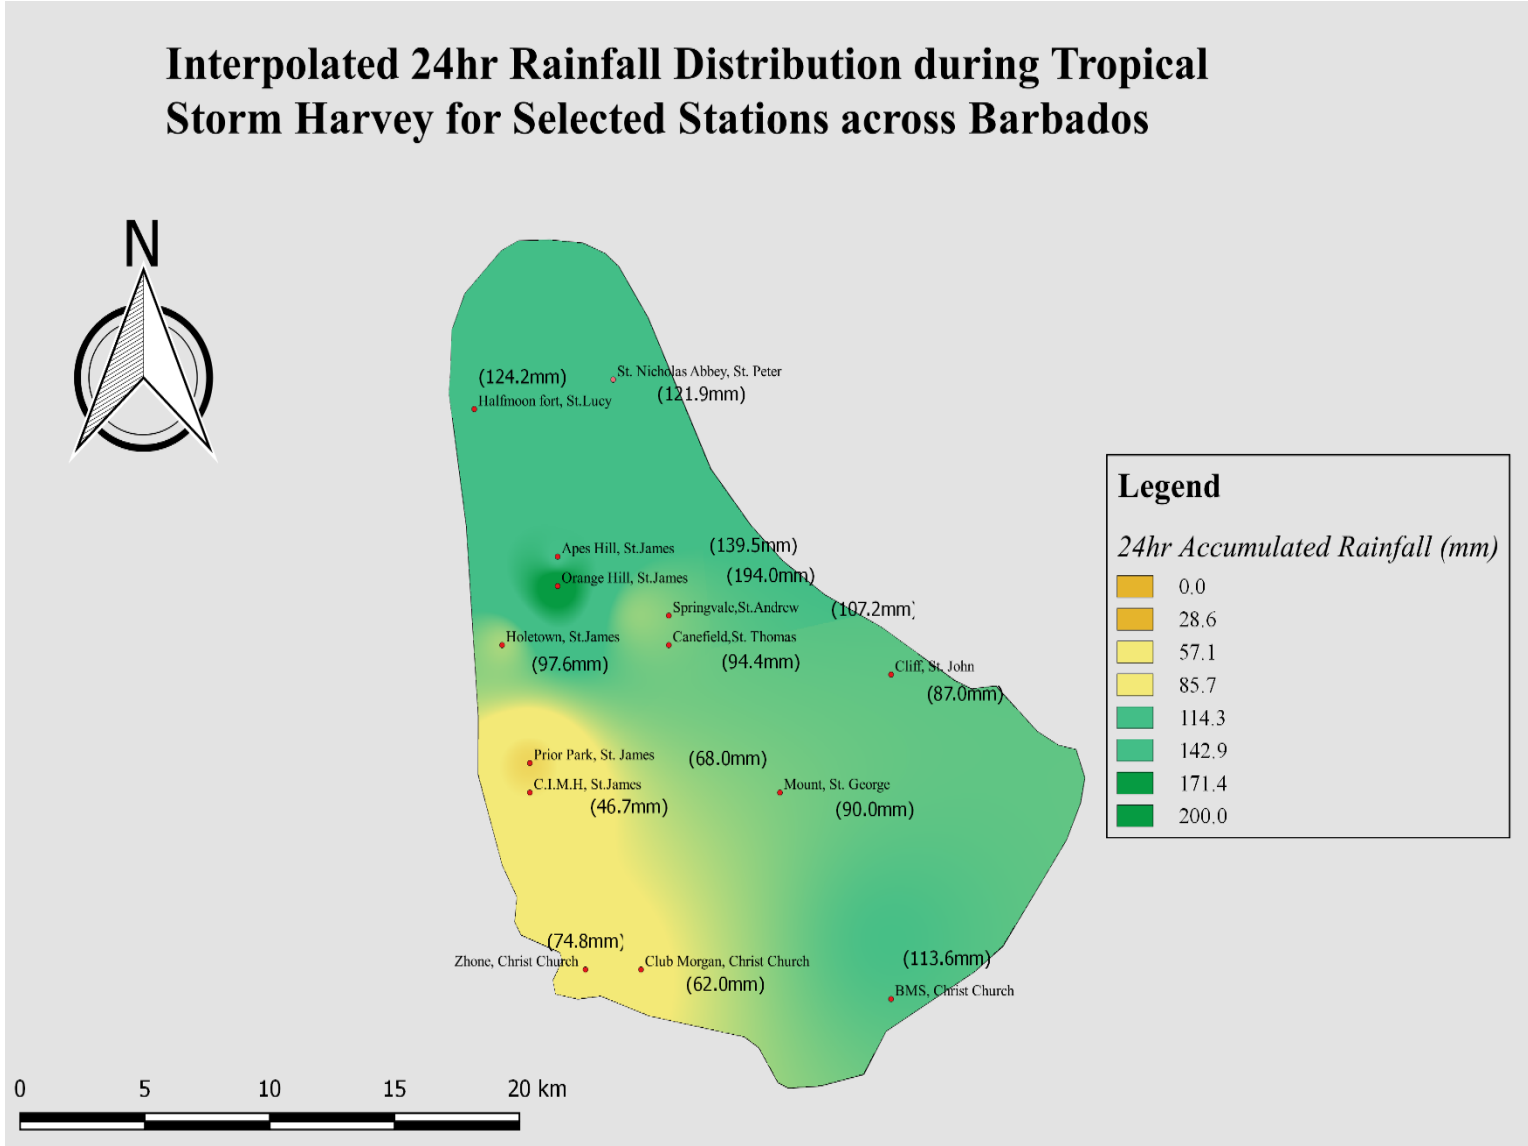 Interpolated 24hr Rainfall Distribution during Tropical
Storm Harvey for Selected Stations across Barbados
N
(124.2mm)
St. Nicholas Abbey, St. Peter
(121.9mm)
Halfmoon fort, St.Lucy
Apes Hill, St.James
(139.5mm)
Orange Hill, St.James
(194.0mm)
Springvale,St.Andrew
(107.2mm)
Holetown, St.James
(97.6mm)
Canefield,St. Thomas
(94.4mm)
Cliff, St. John
(87.0mm)
Prior Park, St. James
(68.0mm)
C.I.M.H, St.James
(46.7mm)
Mount, St. George
(90.0mm)
(74.8mm)
Zhone, Christ Church
Club Morgan, Christ Church
(62.0mm)
(113.6mm)
BMS, Christ Church
Legend
24hr Accumulated Rainfall (mm)
0.0
28.6
57.1
85.7
114.3
142.9
171.4
200.0
0 5 10 15 20 km